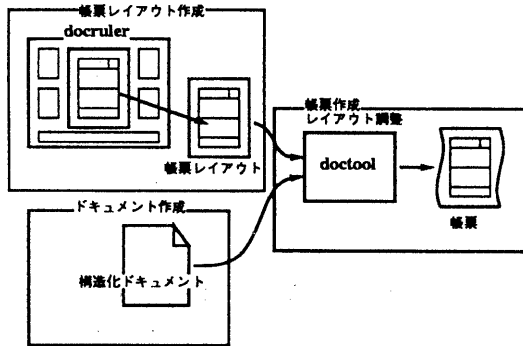 帳票レイアウト作成
docruler
帳票レイアウト
帳票作成
レイアウト調整
doctool
帳票
ドキュメント作成
構造化ドキュメント